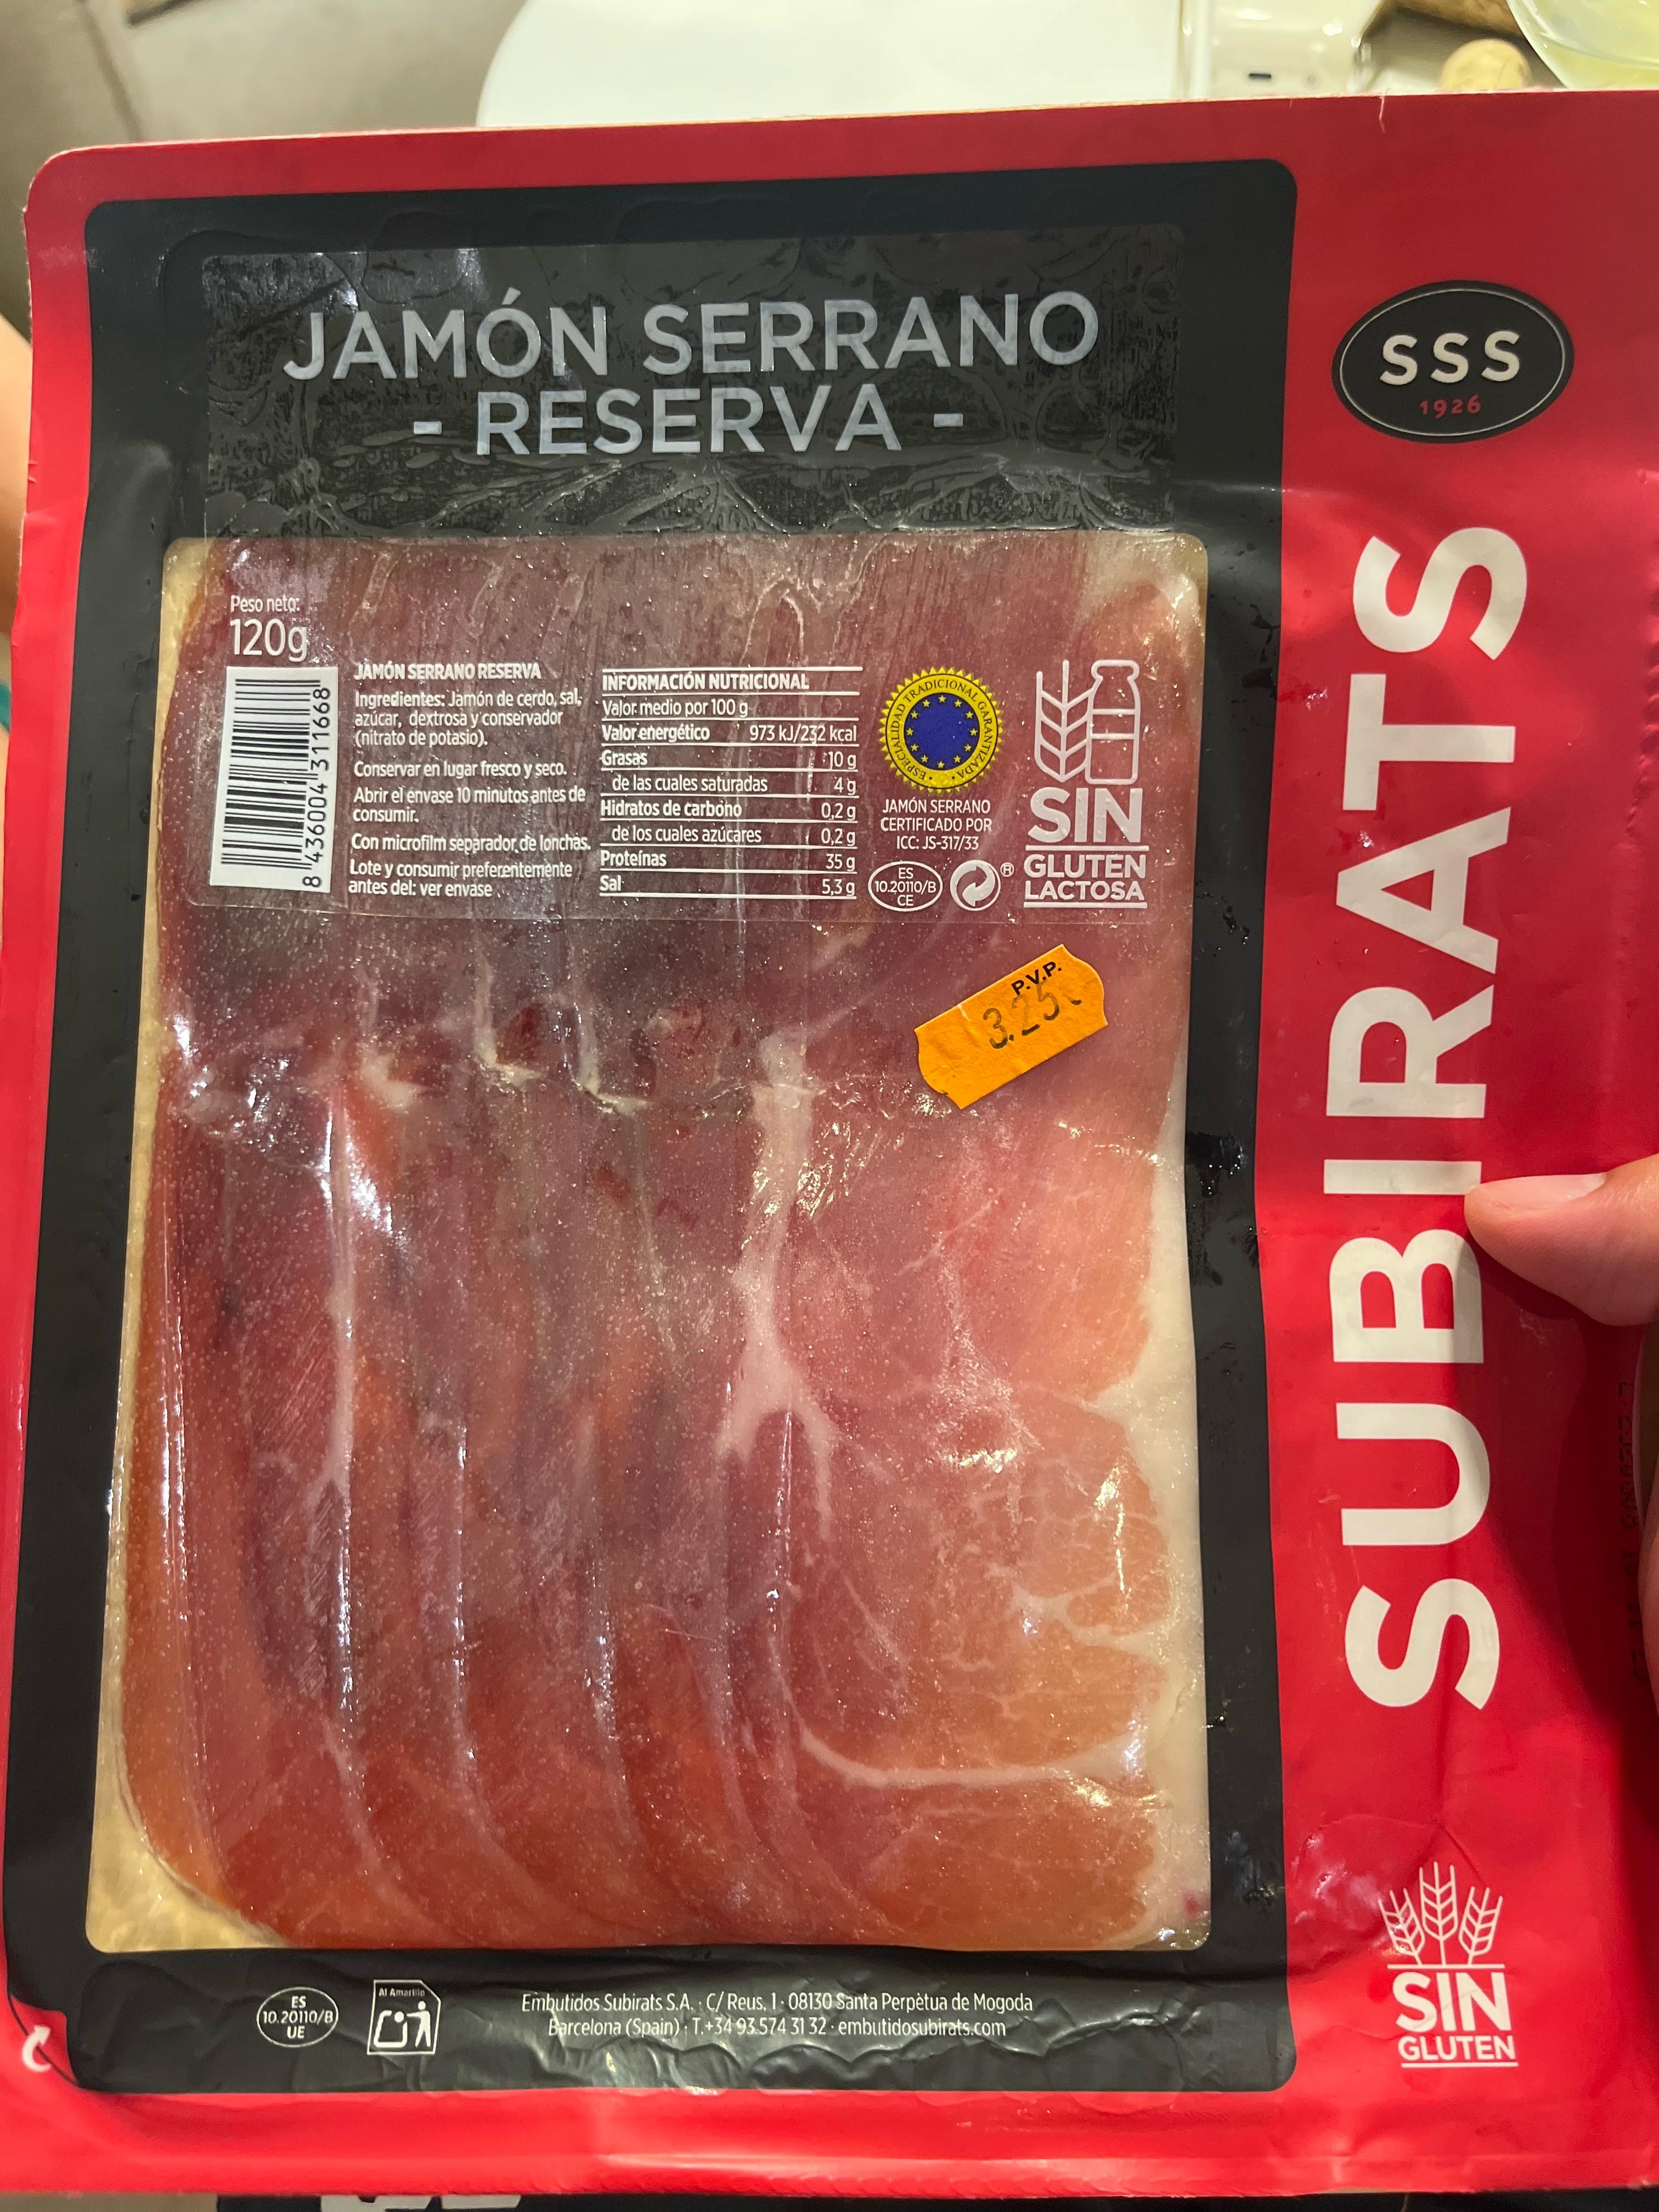 JAMÓN SERRANO
- RESERVA -
SSS
1926
SUBIRATS
Peso neto:
120g
8 436004 311668
JAMÓN SERRANO RESERVA
Ingredientes: Jamón de cerdo, sal,
azúcar, dextrosa y conservador
(nitrato de potasio).
Conservar en lugar fresco y seco.
Abrir el envase 10 minutos antes de
consumir.
Con microfilm separador de lonchas.
Lote y consumir preferentemente
antes del: ver envase
INFORMACIÓN NUTRICIONAL
Valor medio por 100 g
Valor energético 973 kJ/232 kcal
Grasas 10 g
de las cuales saturadas 4 g
Hidratos de carbono 0,2 g
de los cuales azúcares 0,2 g
Proteínas 35 g
Sal 5,3 g
ESPECIALIDAD TRADICIONAL GARANTIZADA
JAMÓN SERRANO
CERTIFICADO POR
ICC: JS-317/33
ES
10.20110/B
CE
®
SIN
GLUTEN
LACTOSA
P.V.P.
3.25€
ES
10.20110/B
UE
Al Amarillo
Embutidos Subirats S.A. · C/ Reus, 1 · 08130 Santa Perpètua de Mogoda
Barcelona (Spain) · T.+34 93 574 31 32 · embutidosubirats.com
SIN
GLUTEN